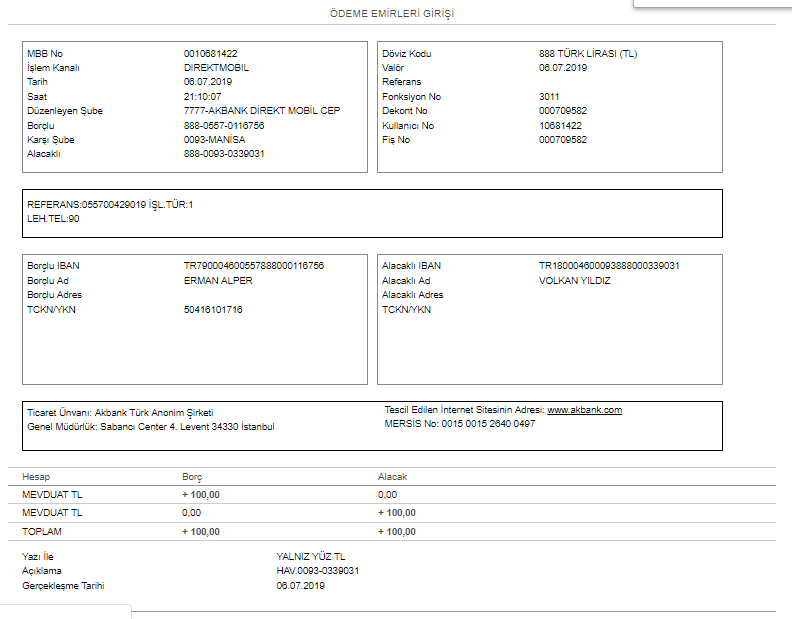 ÖDEME EMİRLERİ GİRİŞİ
MBB No 0010681422
İşlem Kanalı DIREKTMOBIL
Tarih 06.07.2019
Saat 21:10:07
Düzenleyen Şube 7777-AKBANK DİREKT MOBİL CEP
Borçlu 888-0557-0116756
Karşı Şube 0093-MANİSA
Alacaklı 888-0093-0339031
Döviz Kodu 888 TÜRK LİRASI (TL)
Valör 06.07.2019
Referans
Fonksiyon No 3011
Dekont No 000709582
Kullanıcı No 10681422
Fiş No 000709582
REFERANS:055700429019 İŞL.TÜR:1
LEH.TEL:90
Borçlu IBAN TR790004600557888000116756
Borçlu Ad ERMAN ALPER
Borçlu Adres
TCKN/YKN 50416101716
Alacaklı IBAN TR180004600093888000339031
Alacaklı Ad VOLKAN YILDIZ
Alacaklı Adres
TCKN/YKN
Ticaret Ünvanı: Akbank Türk Anonim Şirketi
Genel Müdürlük: Sabancı Center 4. Levent 34330 İstanbul
Tescil Edilen İnternet Sitesinin Adresi: www.akbank.com
MERSİS No: 0015 0015 2640 0497
Hesap Borç Alacak
MEVDUAT TL + 100,00 0,00
MEVDUAT TL 0,00 + 100,00
TOPLAM + 100,00 + 100,00
Yazı İle YALNIZ YÜZ TL
Açıklama HAV.0093-0339031
Gerçekleşme Tarihi 06.07.2019